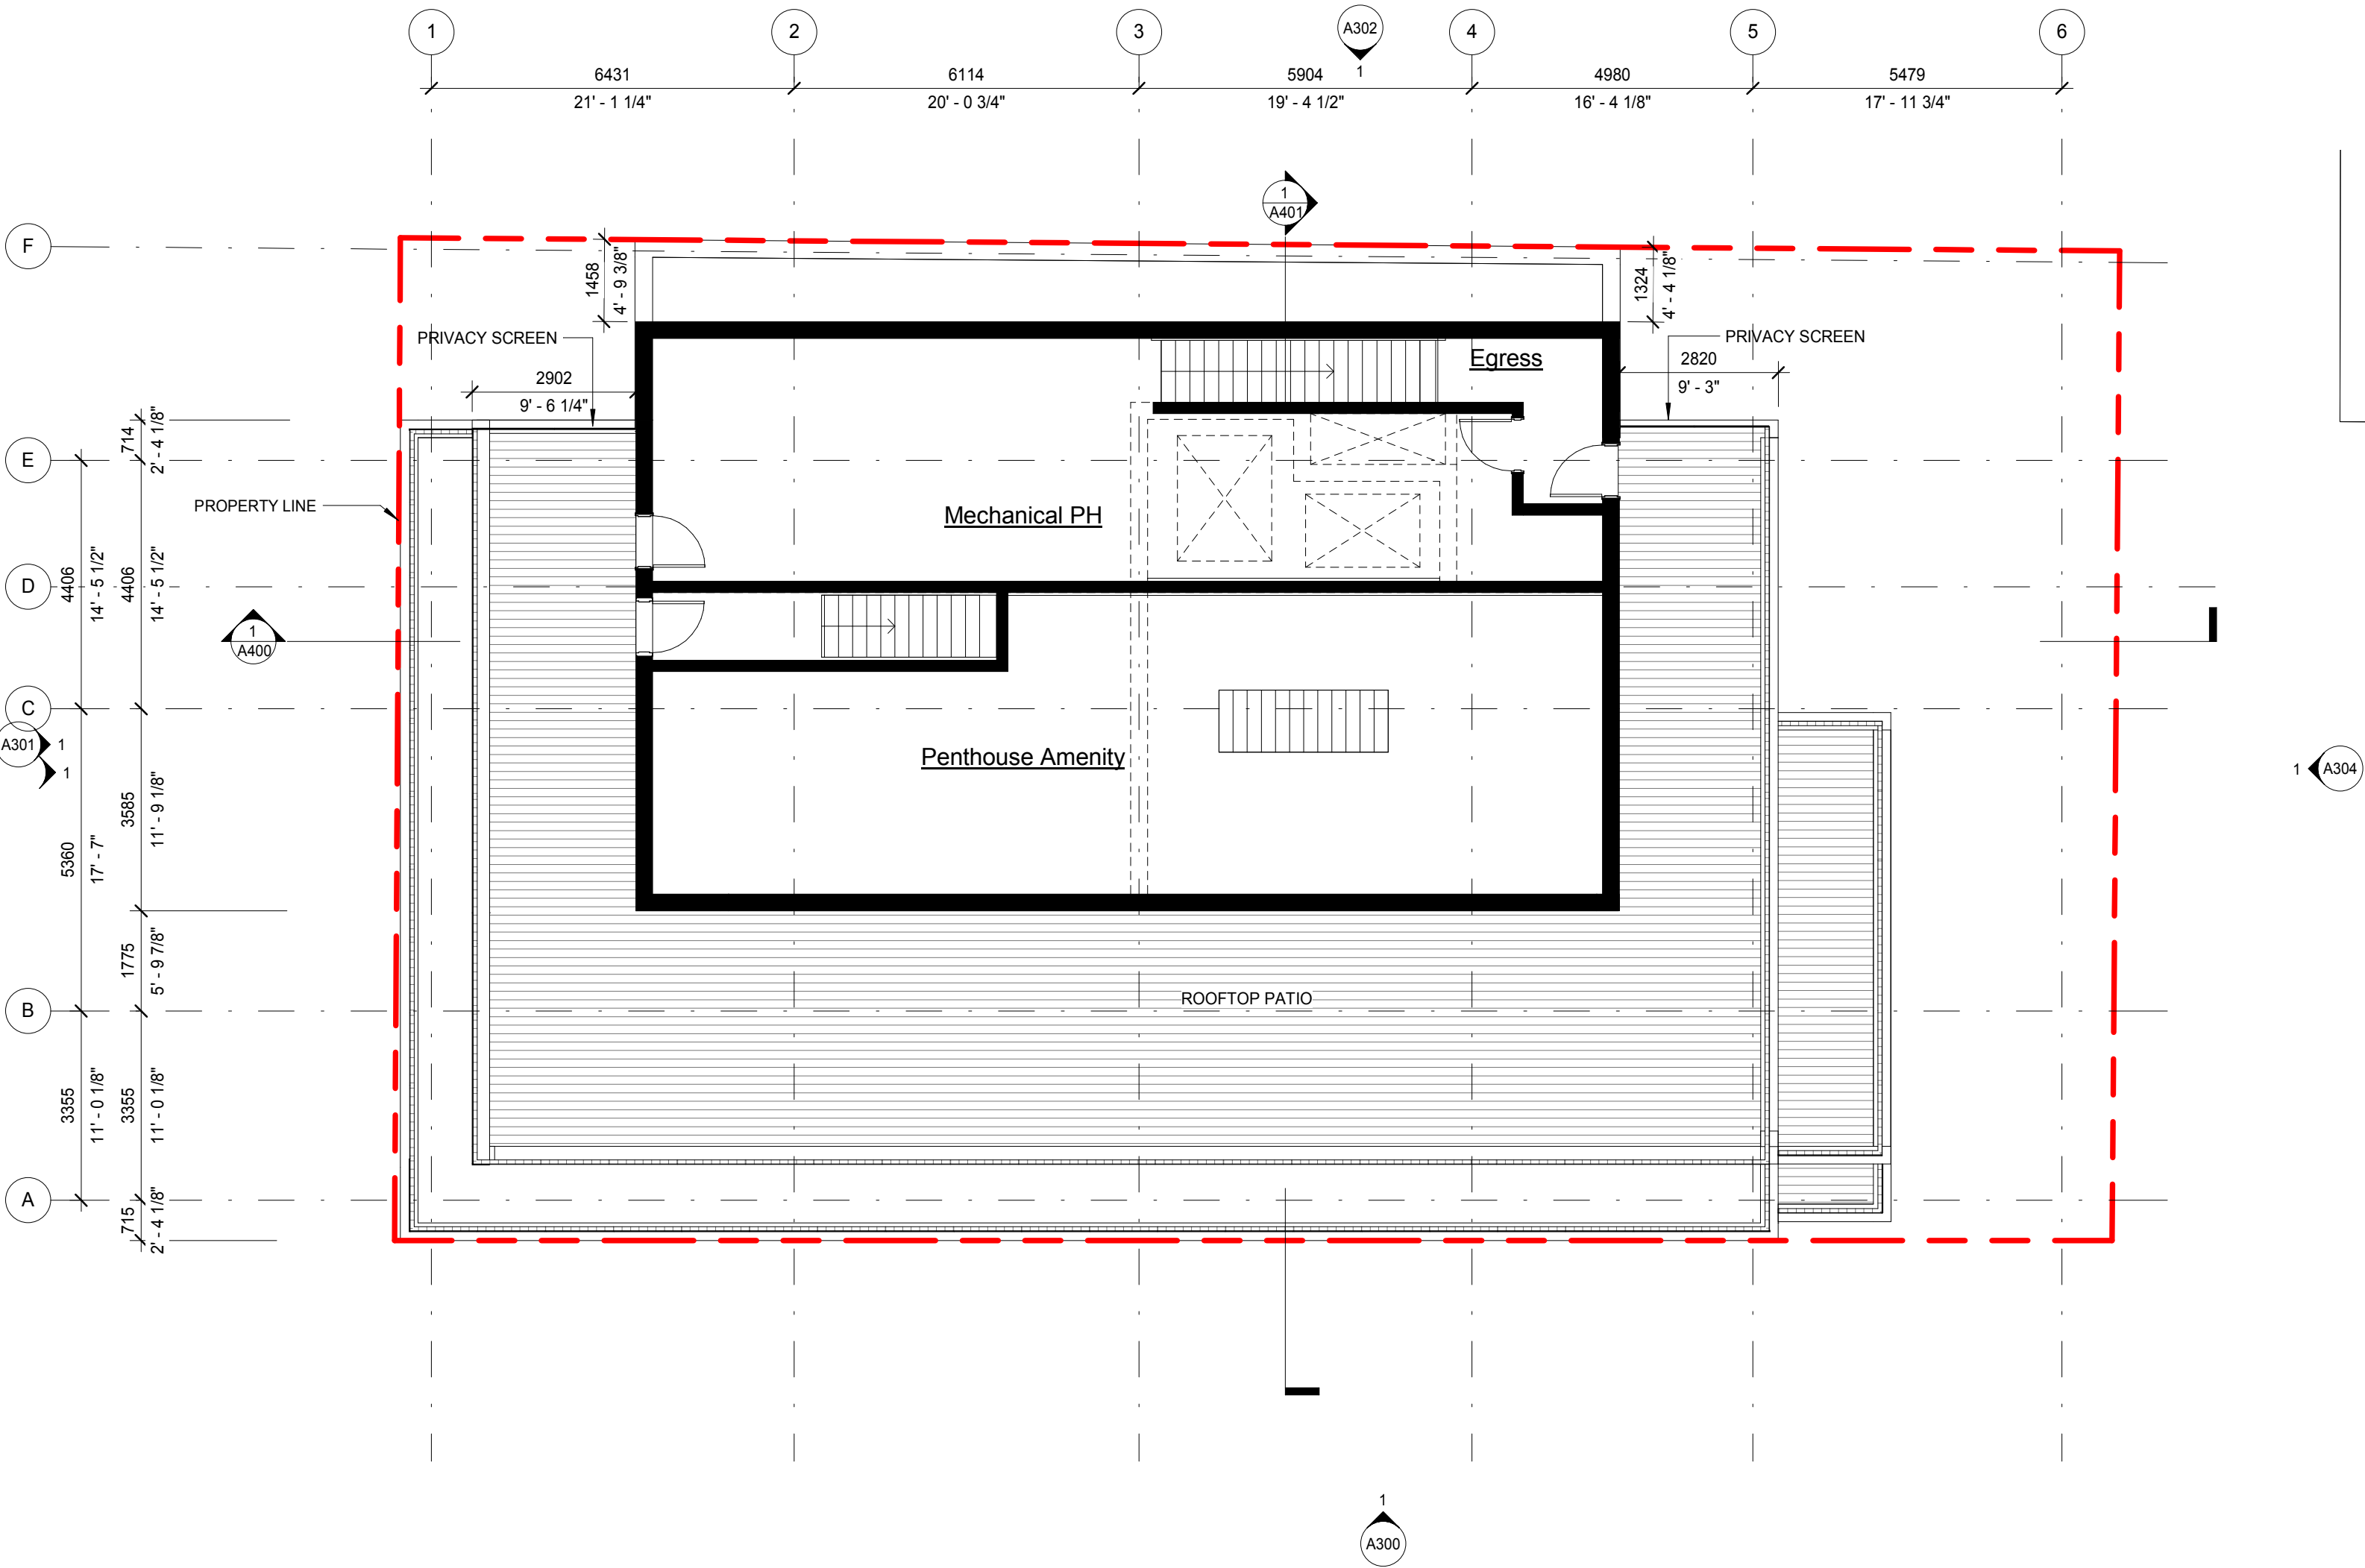 1
2
3
A302
1
4
5
6
6431
21' - 1 1/4"
6114
20' - 0 3/4"
5904
19' - 4 1/2"
4980
16' - 4 1/8"
5479
17' - 11 3/4"
1
A401
F
1458
4' - 9 3/8"
1324
4' - 4 1/8"
PRIVACY SCREEN
PRIVACY SCREEN
2902
9' - 6 1/4"
Egress
2820
9' - 3"
714
2' - 4 1/8"
E
PROPERTY LINE
Mechanical PH
4406
14' - 5 1/2"
4406
14' - 5 1/2"
D
1
A400
C
A301
1
1
Penthouse Amenity
1
A304
3585
11' - 9 1/8"
5360
17' - 7"
1775
5' - 9 7/8"
ROOFTOP PATIO
B
3355
11' - 0 1/8"
3355
11' - 0 1/8"
A
715
2' - 4 1/8"
1
A300